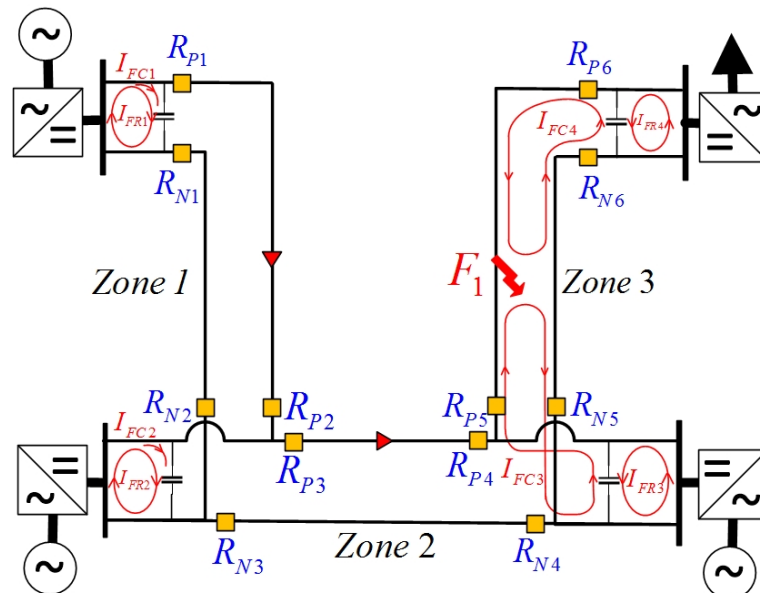 R_P1
R_P6
I_FC1
I_FR1
I_FC4
I_FR4
R_N1
R_N6
Zone 1
F_1
Zone 3
R_N2
R_P2
R_P5
R_N5
I_FC2
R_P3
R_P4
I_FC3
I_FR2
I_FR3
R_N3
Zone 2
R_N4